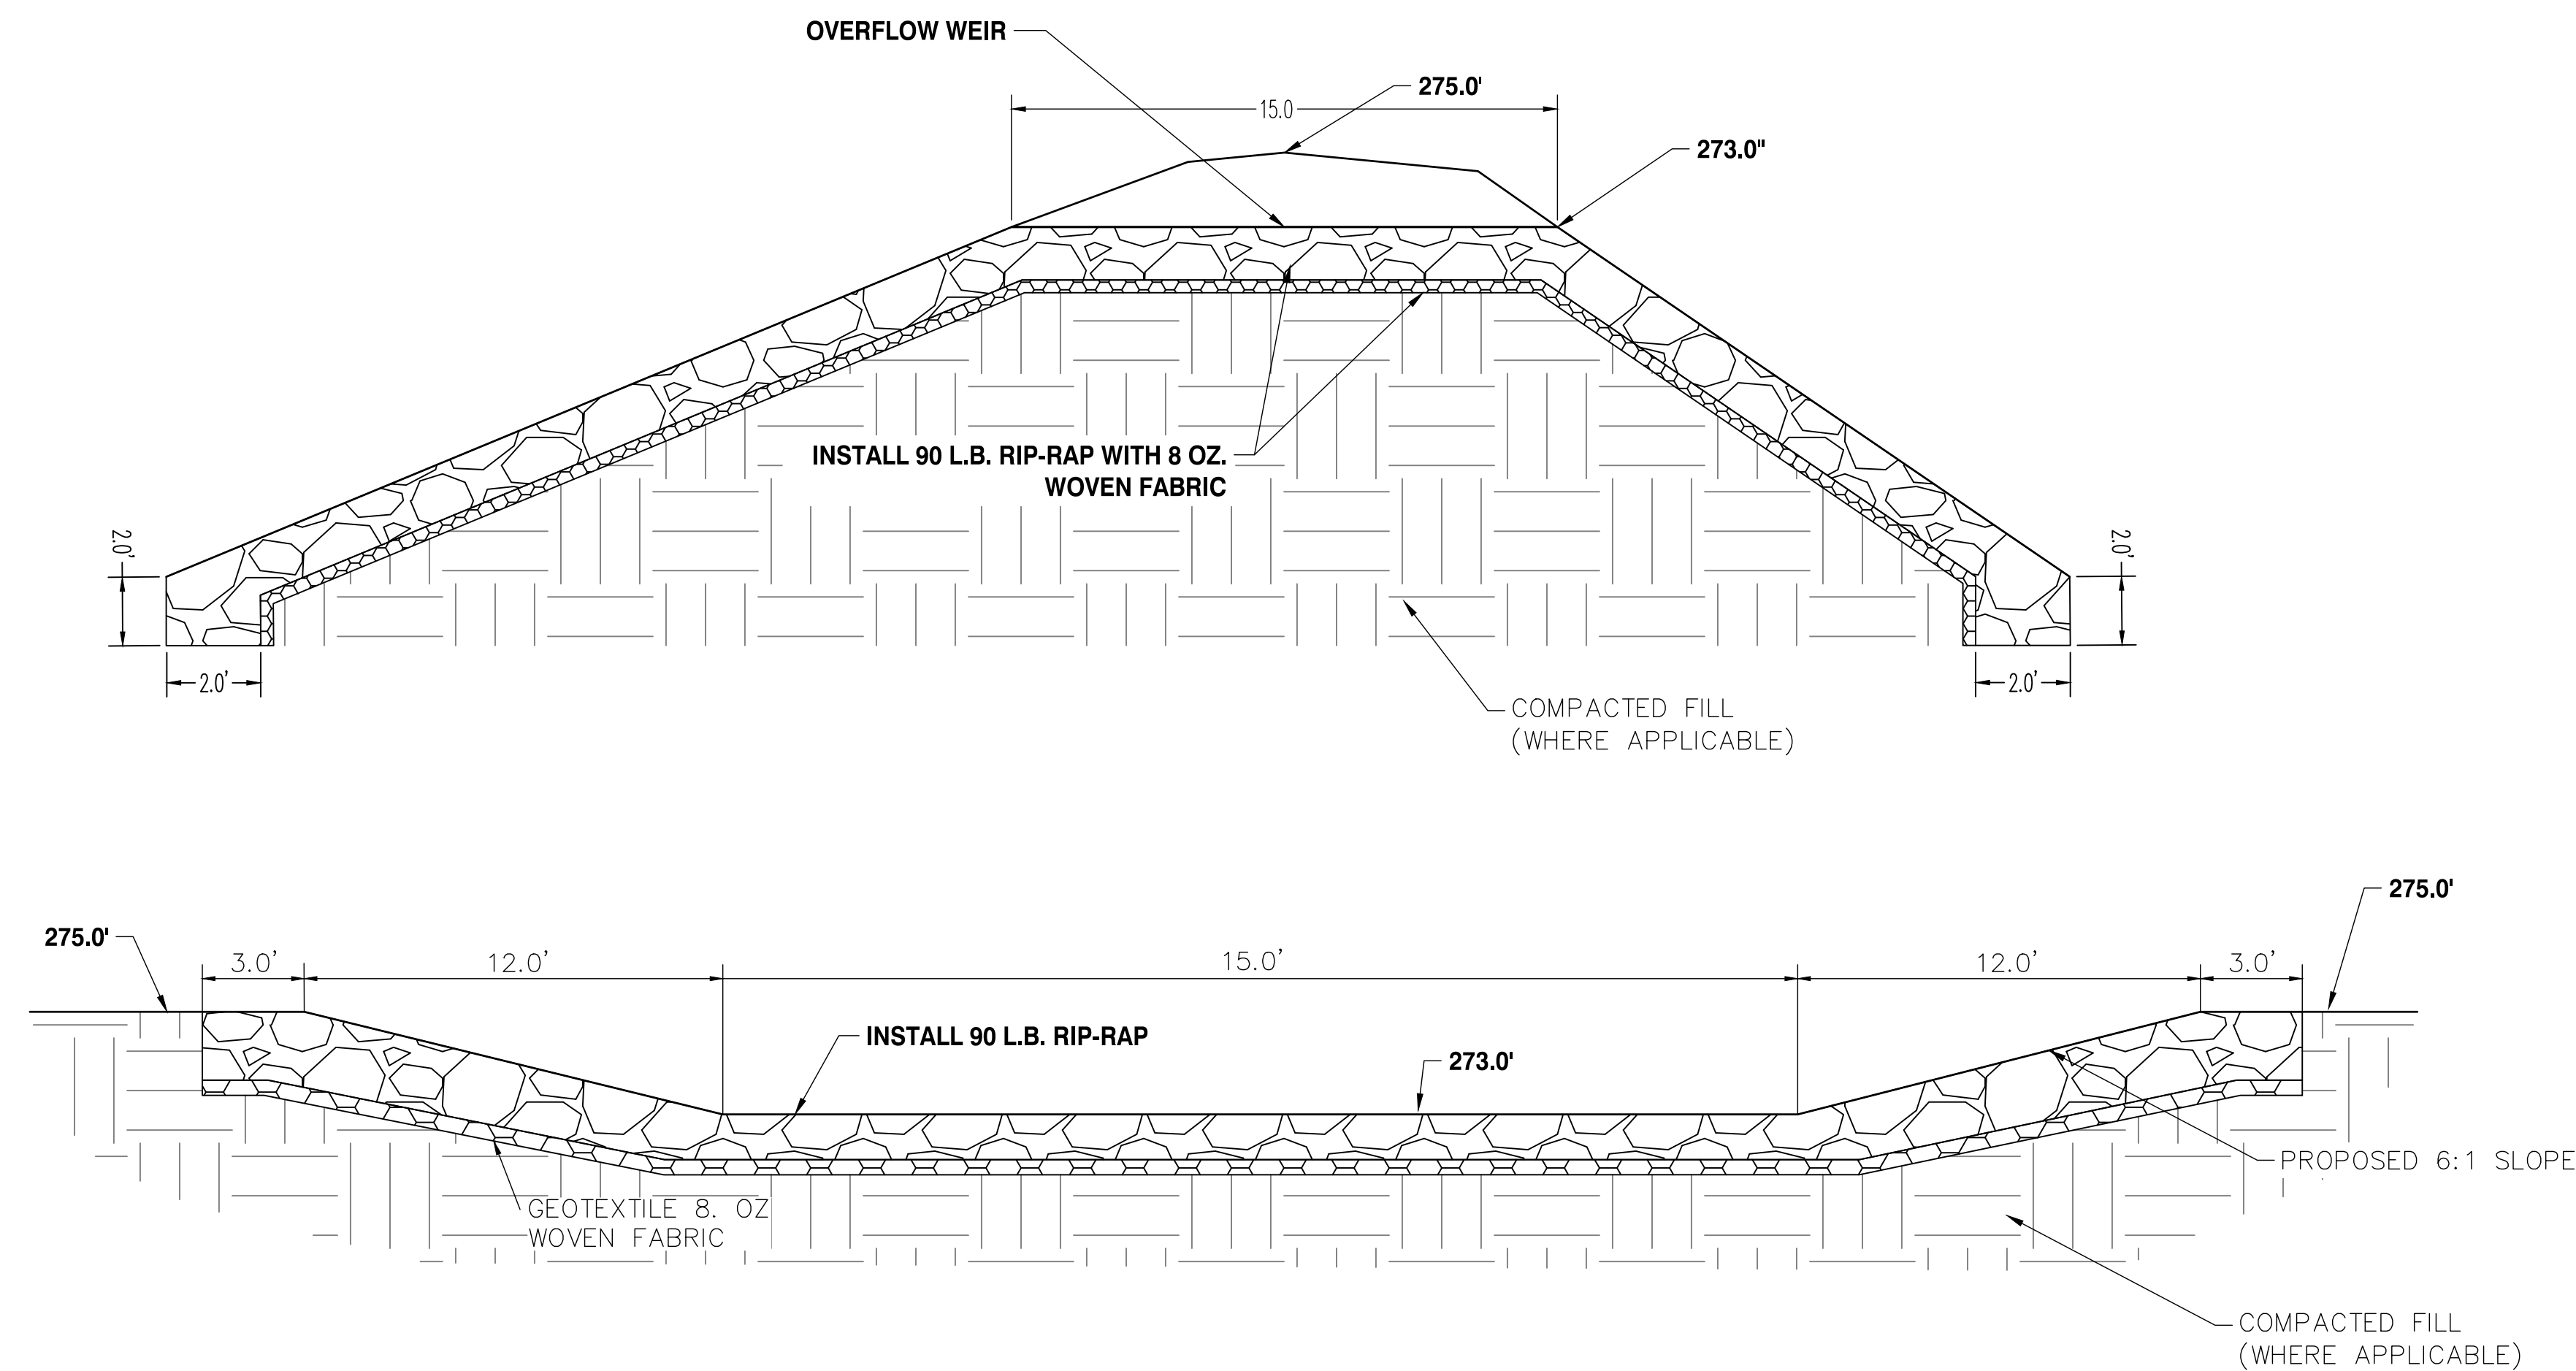 OVERFLOW WEIR
275.0'
15.0
273.0"
INSTALL 90 L.B. RIP-RAP WITH 8 OZ.
WOVEN FABRIC
2.0'
2.0'
2.0'
2.0'
COMPACTED FILL
(WHERE APPLICABLE)
275.0'
275.0'
3.0'
12.0'
15.0'
12.0'
3.0'
INSTALL 90 L.B. RIP-RAP
273.0'
PROPOSED 6:1 SLOPE
GEOTEXTILE 8. OZ
WOVEN FABRIC
COMPACTED FILL
(WHERE APPLICABLE)